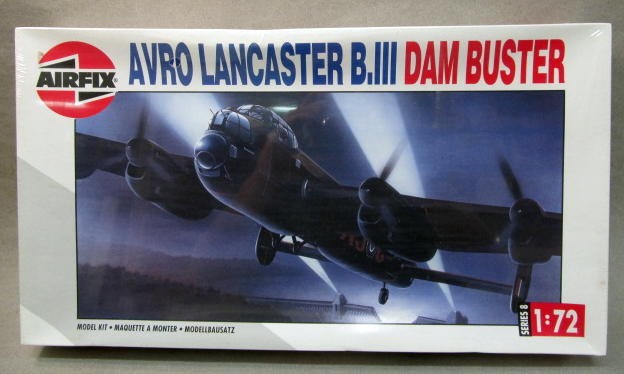 AIRFIX®
AVRO LANCASTER B.III DAM BUSTER
MODEL KIT • MAQUETTE A MONTER • MODELLBAUSATZ
SERIES 8
1:72